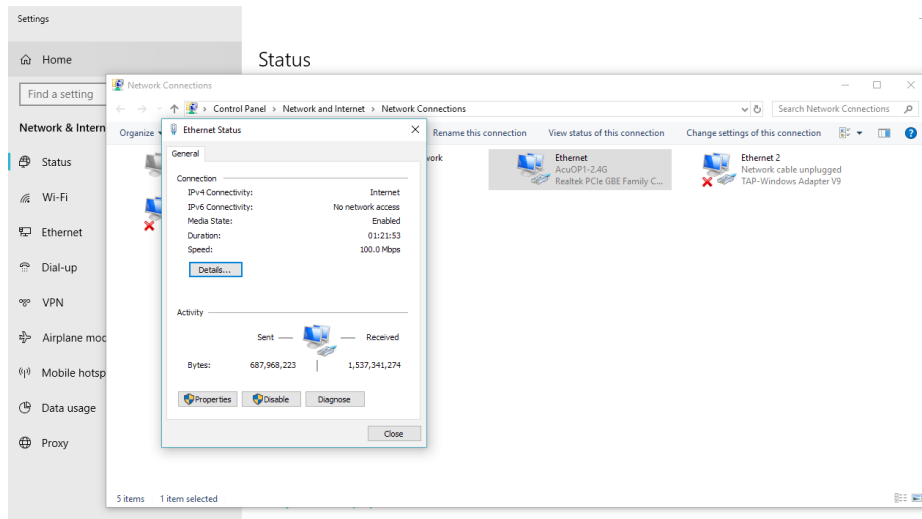 Settings
Home
Status
Find a setting
Network & Intern
Status
Wi-Fi
Ethernet
Dial-up
VPN
Airplane mod
Mobile hotsp
Data usage
Proxy
Network Connections
Control Panel > Network and Internet > Network Connections
Search Network Connections
Organize
Rename this connection
View status of this connection
Change settings of this connection
work
Ethernet
AcuOP1-2.4G
Realtek PCIe GBE Family C...
Ethernet 2
Network cable unplugged
TAP-Windows Adapter V9
Ethernet Status
General
Connection
IPv4 Connectivity: Internet
IPv6 Connectivity: No network access
Media State: Enabled
Duration: 01:21:53
Speed: 100.0 Mbps
Details...
Activity
Sent — — Received
Bytes: 687,968,223 | 1,537,341,274
Properties
Disable
Diagnose
Close
5 items 1 item selected